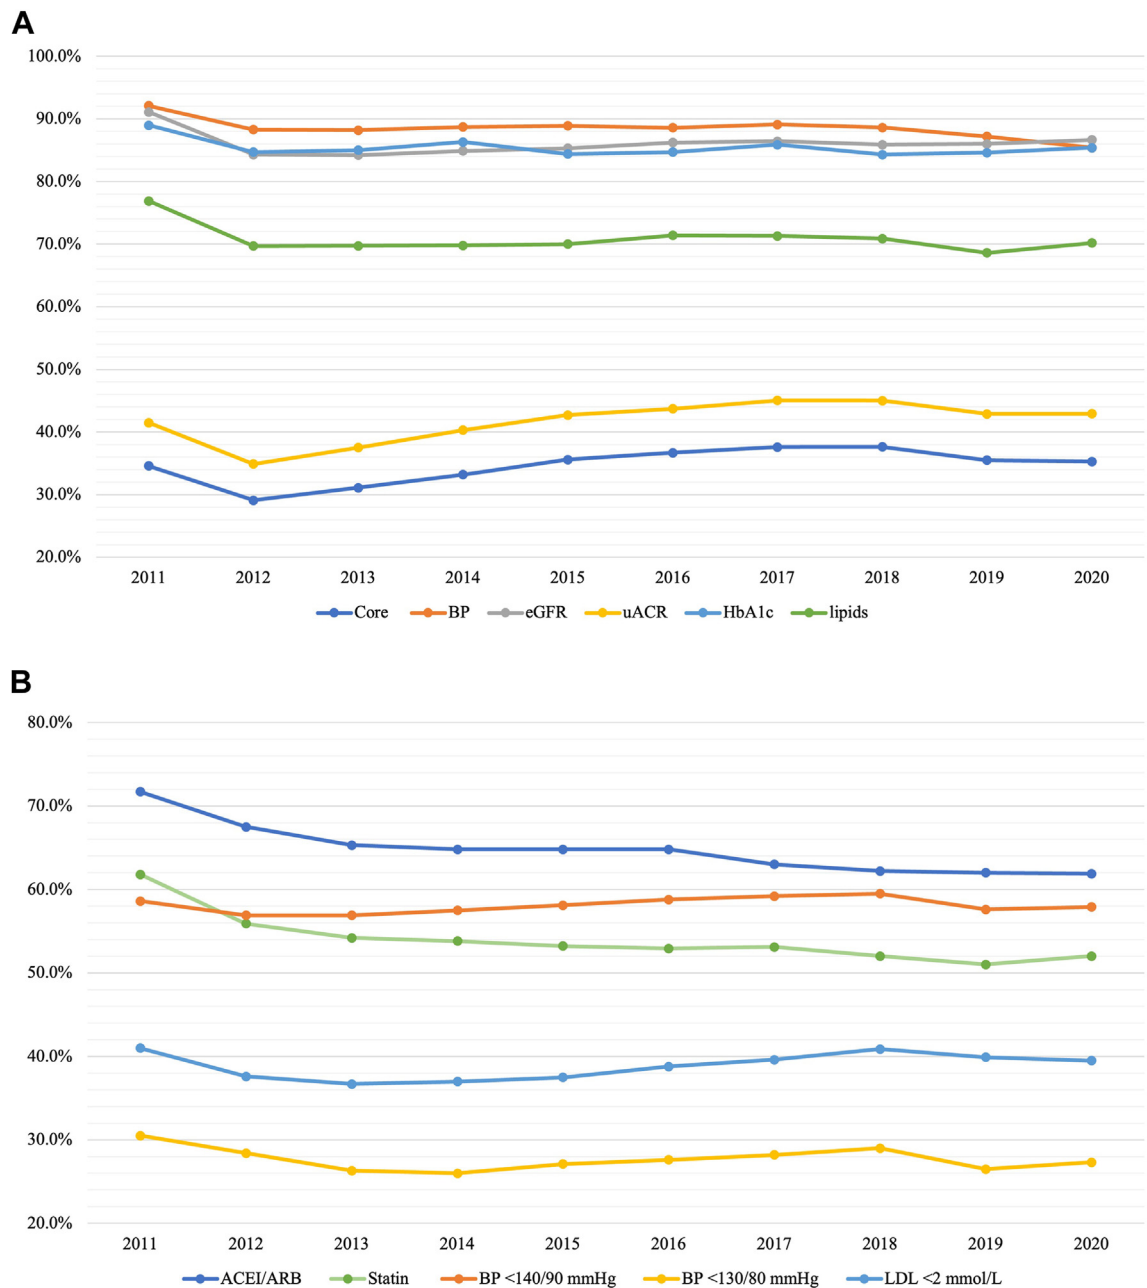 A
100.0%
90.0%
80.0%
70.0%
60.0%
50.0%
40.0%
30.0%
20.0%
2011 2012 2013 2014 2015 2016 2017 2018 2019 2020
Core BP eGFR uACR HbA1c lipids
B
80.0%
70.0%
60.0%
50.0%
40.0%
30.0%
20.0%
2011 2012 2013 2014 2015 2016 2017 2018 2019 2020
ACEI/ARB Statin BP <140/90 mmHg BP <130/80 mmHg LDL <2 mmol/L